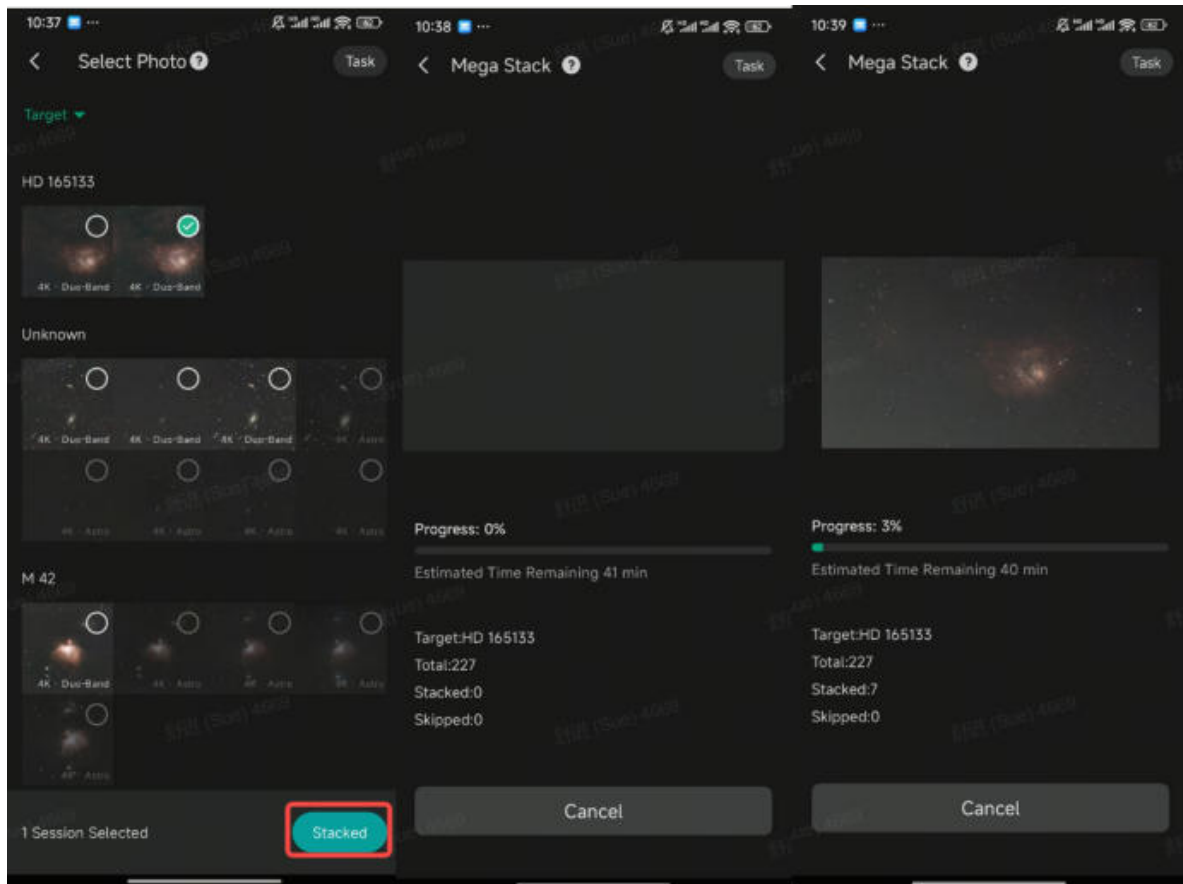 10:37
Select Photo ?
Task
Target
HD 165133
4K · Duo-Band 4K · Duo-Band
Unknown
4K · Duo-Band 4K · Duo-Band 4K · Duo-Band 4K · Astro
4K · Astro 4K · Astro 4K · Astro 4K · Astro
M 42
4K · Duo-Band 4K · Astro 4K · Astro 4K · Astro
4K · Astro
1 Session Selected
Stacked
10:38
Mega Stack ?
Task
Progress: 0%
Estimated Time Remaining 41 min
Target:HD 165133
Total:227
Stacked:0
Skipped:0
Cancel
10:39
Mega Stack ?
Task
Progress: 3%
Estimated Time Remaining 40 min
Target:HD 165133
Total:227
Stacked:7
Skipped:0
Cancel
(Sue) 4669